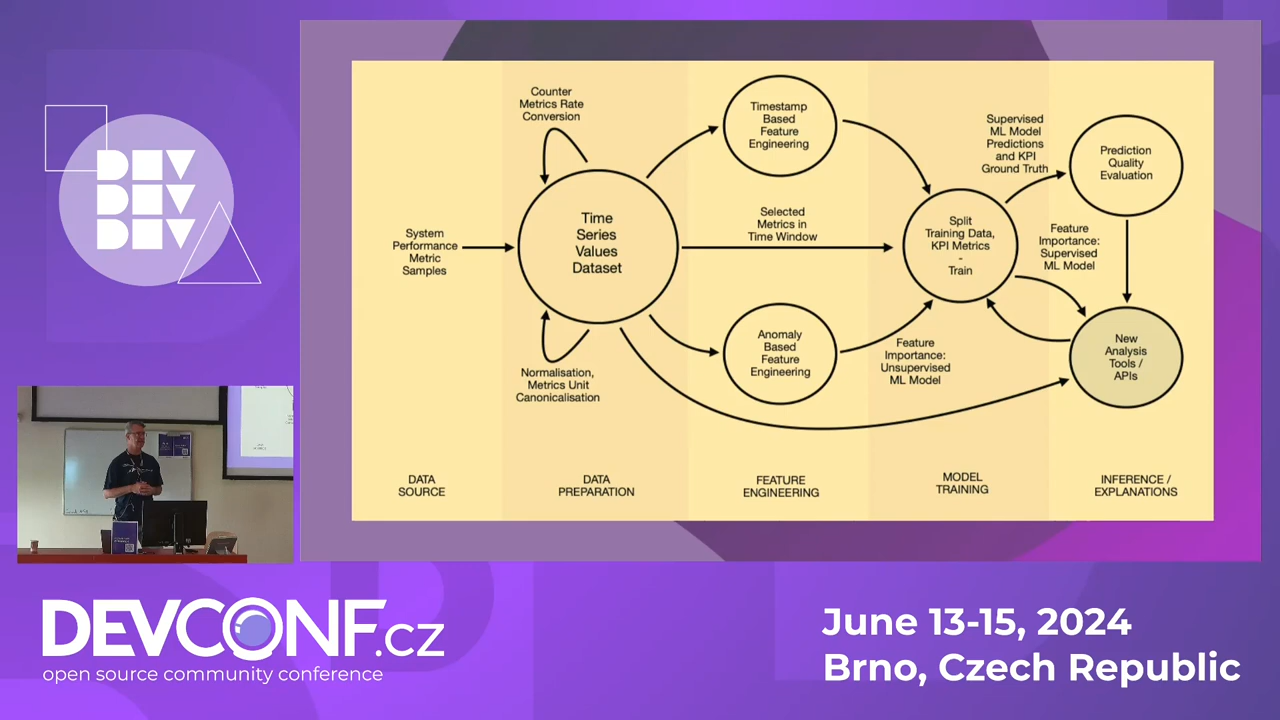 DEV
DEV
DEV
Counter
Metrics Rate
Conversion
System
Performance
Metric
Samples
Time
Series
Values
Dataset
Normalisation,
Metrics Unit
Canonicalisation
Timestamp
Based
Feature
Engineering
Selected
Metrics in
Time Window
Anomaly
Based
Feature
Engineering
Feature
Importance:
Unsupervised
ML Model
Split
Training Data,
KPI Metrics
-
Train
Supervised
ML Model
Predictions
and KPI
Ground Truth
Prediction
Quality
Evaluation
Feature
Importance:
Supervised
ML Model
New
Analysis
Tools /
APIs
DATA
SOURCE
DATA
PREPARATION
FEATURE
ENGINEERING
MODEL
TRAINING
INFERENCE /
EXPLANATIONS
DEVCONF.cz
open source community conference
June 13-15, 2024
Brno, Czech Republic